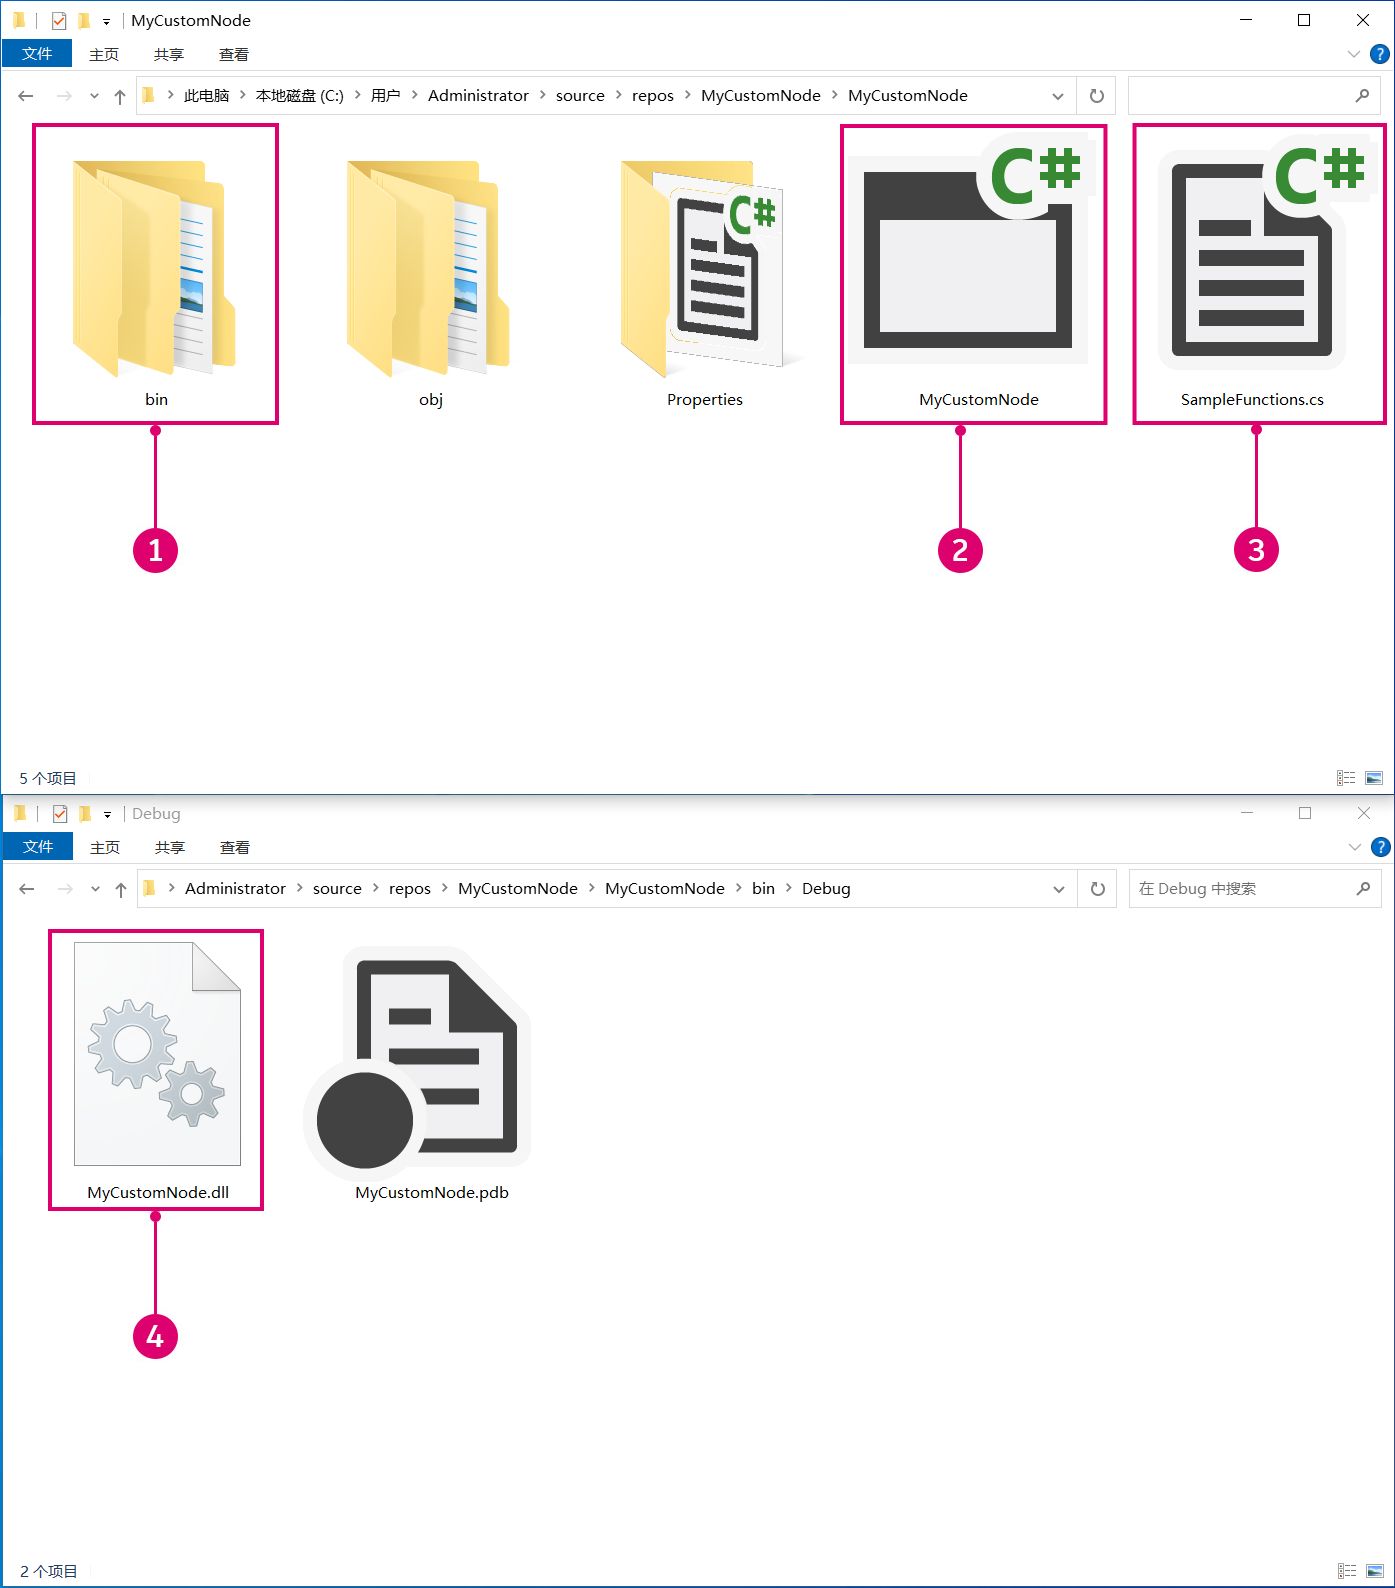 MyCustomNode
文件 主页 共享 查看
此电脑 本地磁盘 (C:) 用户 Administrator source repos MyCustomNode MyCustomNode
C# C# C#
bin obj Properties MyCustomNode SampleFunctions.cs
1 2 3
5 个项目
Debug
文件 主页 共享 查看
Administrator source repos MyCustomNode MyCustomNode bin Debug 在 Debug 中搜索
MyCustomNode.dll MyCustomNode.pdb
4
2 个项目